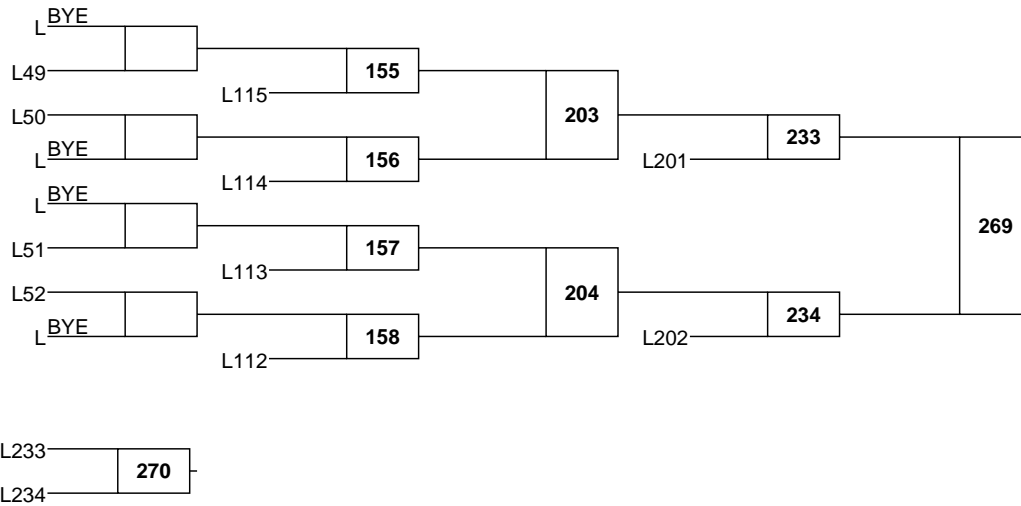 L BYE
L49
155
L115
L50
203
L BYE
156
L114
233
L201
L BYE
L51
157
L113
269
L52
204
L BYE
158
L112
234
L202
L233
270
L234